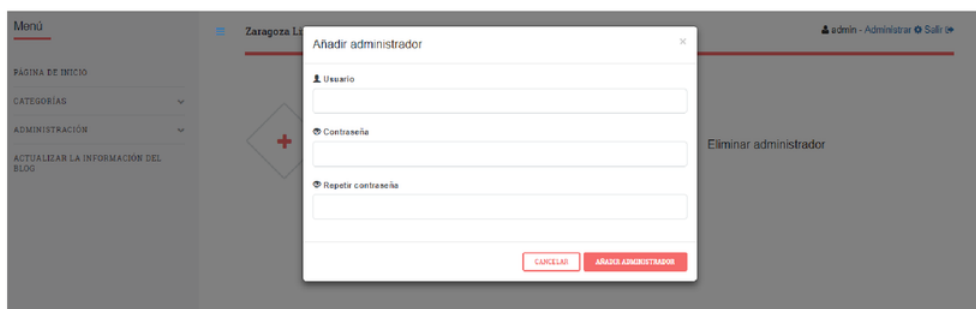 Menú
PÁGINA DE INICIO
CATEGORÍAS
ADMINISTRACIÓN
ACTUALIZAR LA INFORMACIÓN DEL
BLOG
Zaragoza Li
admin - Administrar Salir
Añadir administrador
×
Usuario
Contraseña
Repetir contraseña
CANCELAR
AÑADIR ADMINISTRADOR
Eliminar administrador